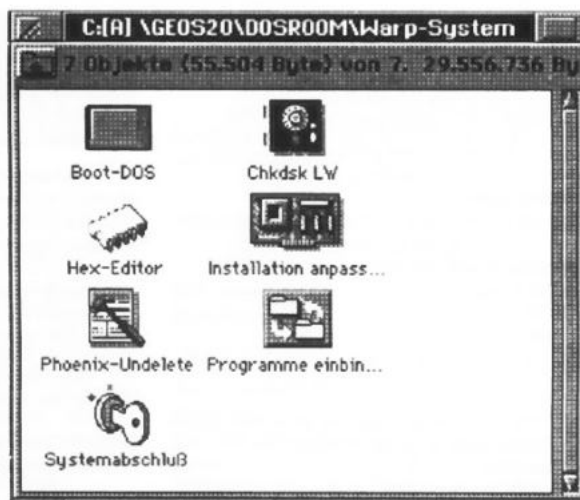 C:[A] \GEOS20\DOSROOM\Warp-System
7 Objekte (55.504 Byte) von 7. 29.556.736 By
Boot-DOS
Chkdsk LW
Hex-Editor
Installation anpass...
Phoenix-Undelete
Programme einbin...
Systemabschluß